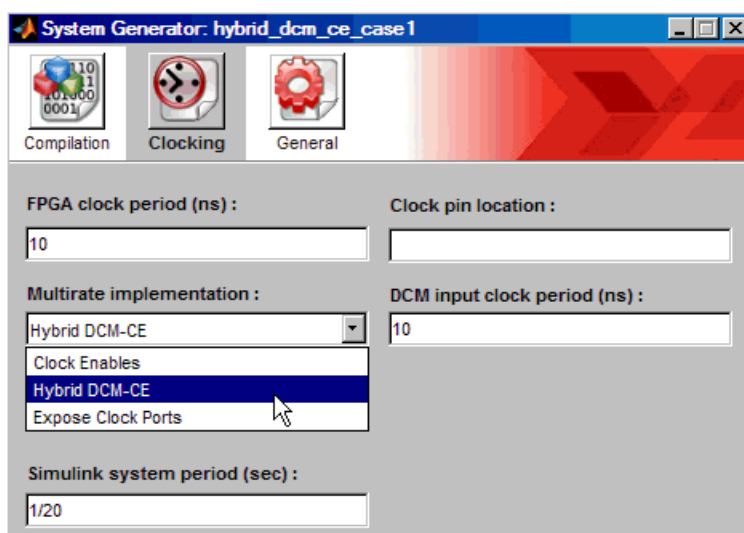 System Generator: hybrid_dcm_ce_case1
Compilation Clocking General
FPGA clock period (ns) : Clock pin location :
10
Multirate implementation : DCM input clock period (ns) :
Hybrid DCM-CE 10
Clock Enables
Hybrid DCM-CE
Expose Clock Ports
Simulink system period (sec) :
1/20